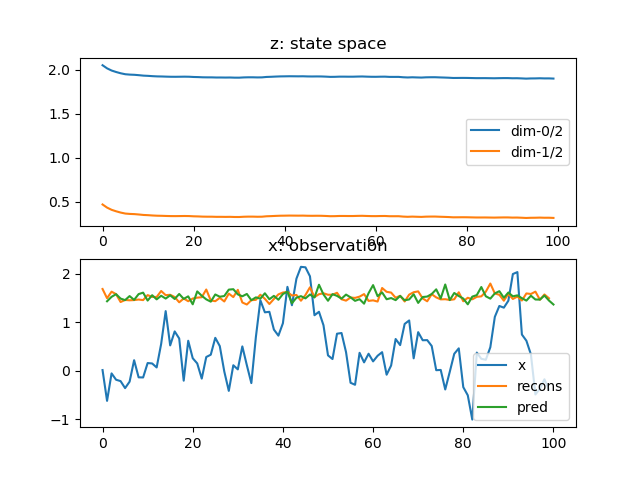 z: state space
2.0
1.5
1.0
0.5
dim-0/2
dim-1/2
0 20 40 60 80 100
x: observation
2
1
0
−1
x
recons
pred
0 20 40 60 80 100